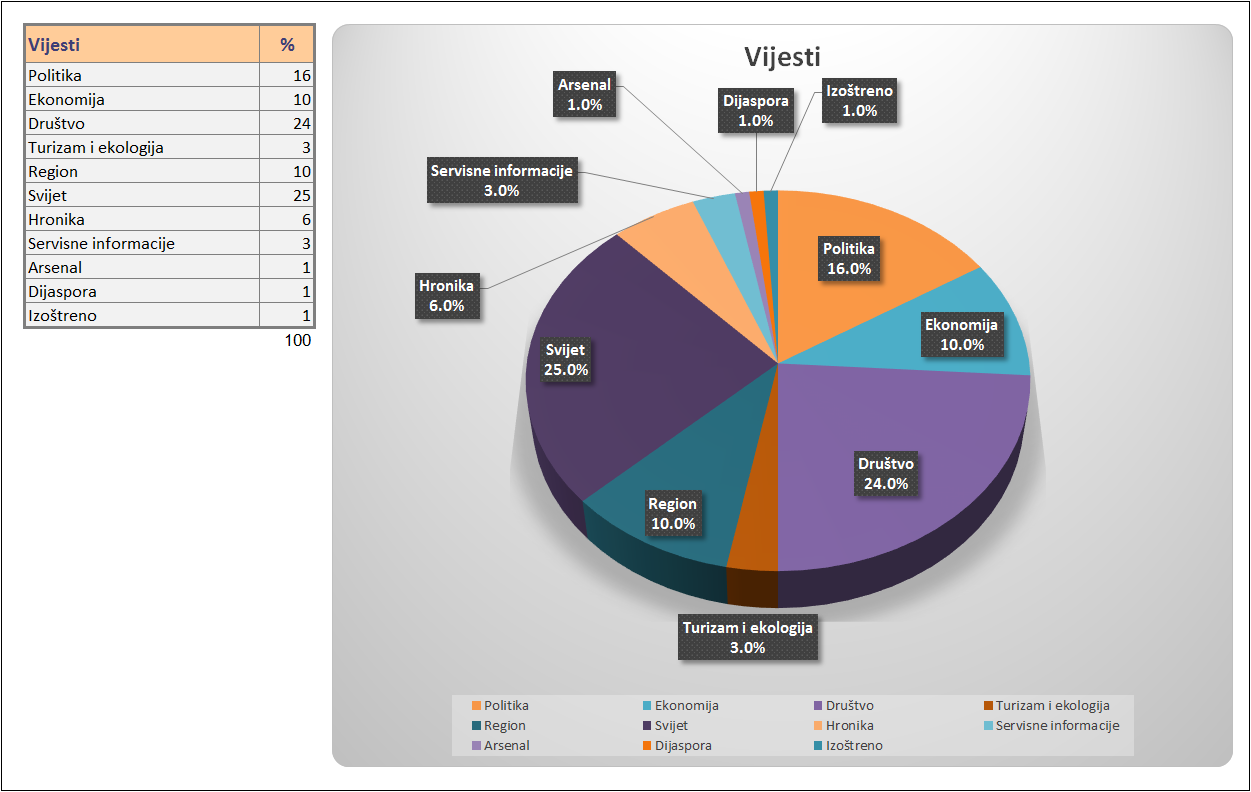 Vijesti %
Politika 16
Ekonomija 10
Društvo 24
Turizam i ekologija 3
Region 10
Svijet 25
Hronika 6
Servisne informacije 3
Arsenal 1
Dijaspora 1
Izoštreno 1
100
Vijesti
Arsenal
1.0%
Dijaspora
1.0%
Izoštreno
1.0%
Servisne informacije
3.0%
Politika
16.0%
Hronika
6.0%
Ekonomija
10.0%
Svijet
25.0%
Društvo
24.0%
Region
10.0%
Turizam i ekologija
3.0%
Politika Ekonomija Društvo Turizam i ekologija
Region Svijet Hronika Servisne informacije
Arsenal Dijaspora Izoštreno